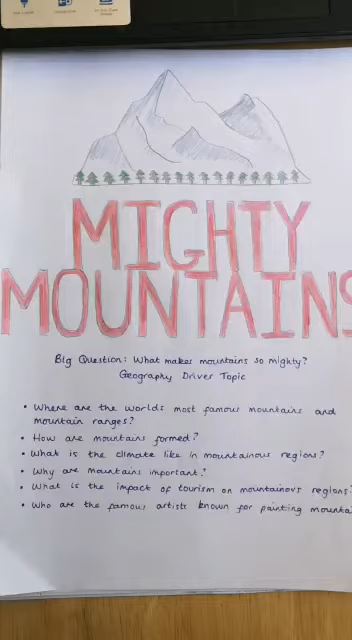 MIGHTY
MOUNTAINS
Big Question: What makes mountains so mighty?
Geography Driver Topic
• Where are the worlds most famous mountains and
mountain ranges?
• How are mountains formed?
• What is the climate like in mountainous regions?
• Why are mountains important?
• What is the impact of tourism on mountainous regions?
• Who are the famous artists known for painting mounta